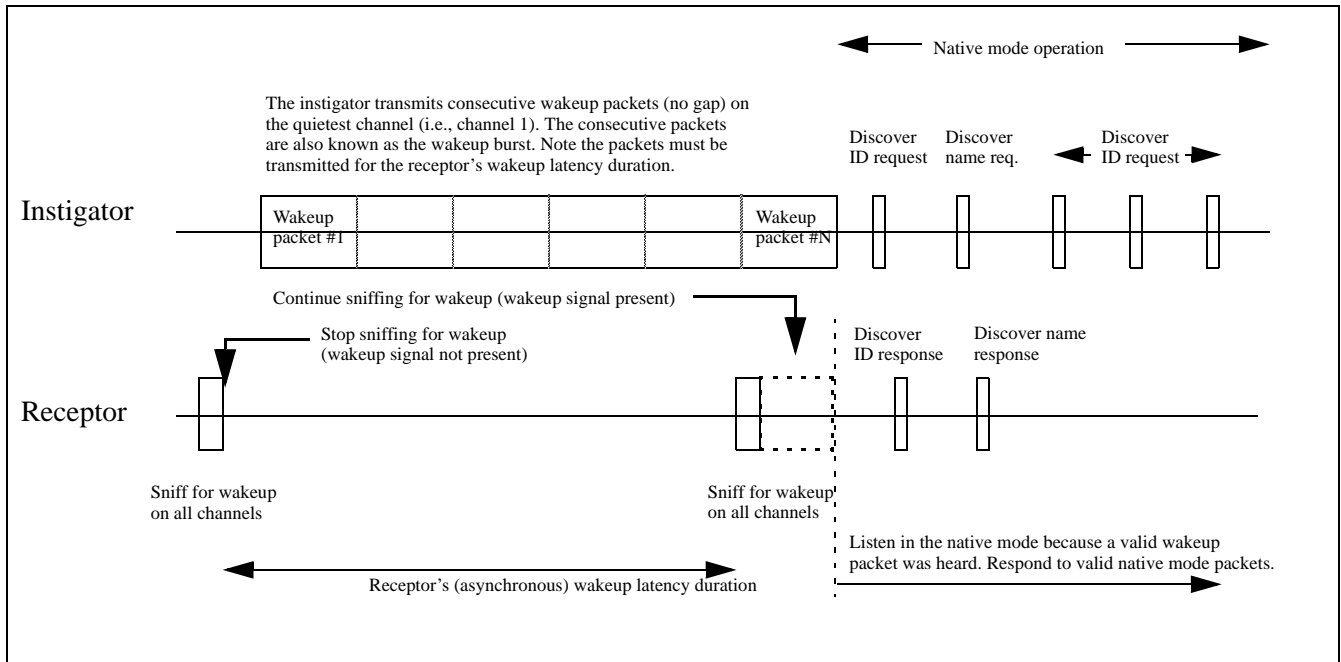 Native mode operation
The instigator transmits consecutive wakeup packets (no gap) on
the quietest channel (i.e., channel 1). The consecutive packets
are also known as the wakeup burst. Note the packets must be
transmitted for the receptor's wakeup latency duration.
Discover
ID request
Discover
name req.
Discover
ID request
Instigator
Wakeup
packet #1
Wakeup
packet #N
Continue sniffing for wakeup (wakeup signal present)
Stop sniffing for wakeup
(wakeup signal not present)
Discover
ID response
Discover name
response
Receptor
Sniff for wakeup
on all channels
Sniff for wakeup
on all channels
Listen in the native mode because a valid wakeup
packet was heard. Respond to valid native mode packets.
Receptor's (asynchronous) wakeup latency duration